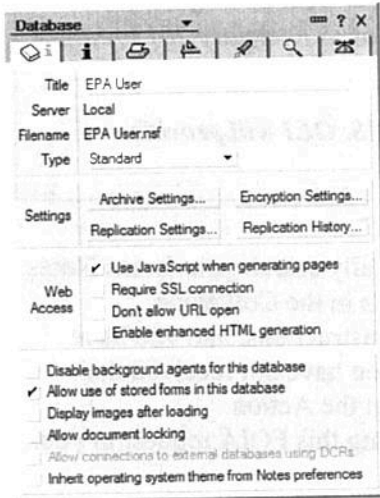 Database ? X
i i
Title EPA User
Server Local
Filename EPA User.nsf
Type Standard
Settings
Archive Settings... Encryption Settings...
Replication Settings... Replication History...
Web Access
✓ Use JavaScript when generating pages
Require SSL connection
Don't allow URL open
Enable enhanced HTML generation
Disable background agents for this database
✓ Allow use of stored forms in this database
Display images after loading
Allow document locking
Allow connections to external databases using DCRs
Inherit operating system theme from Notes preferences